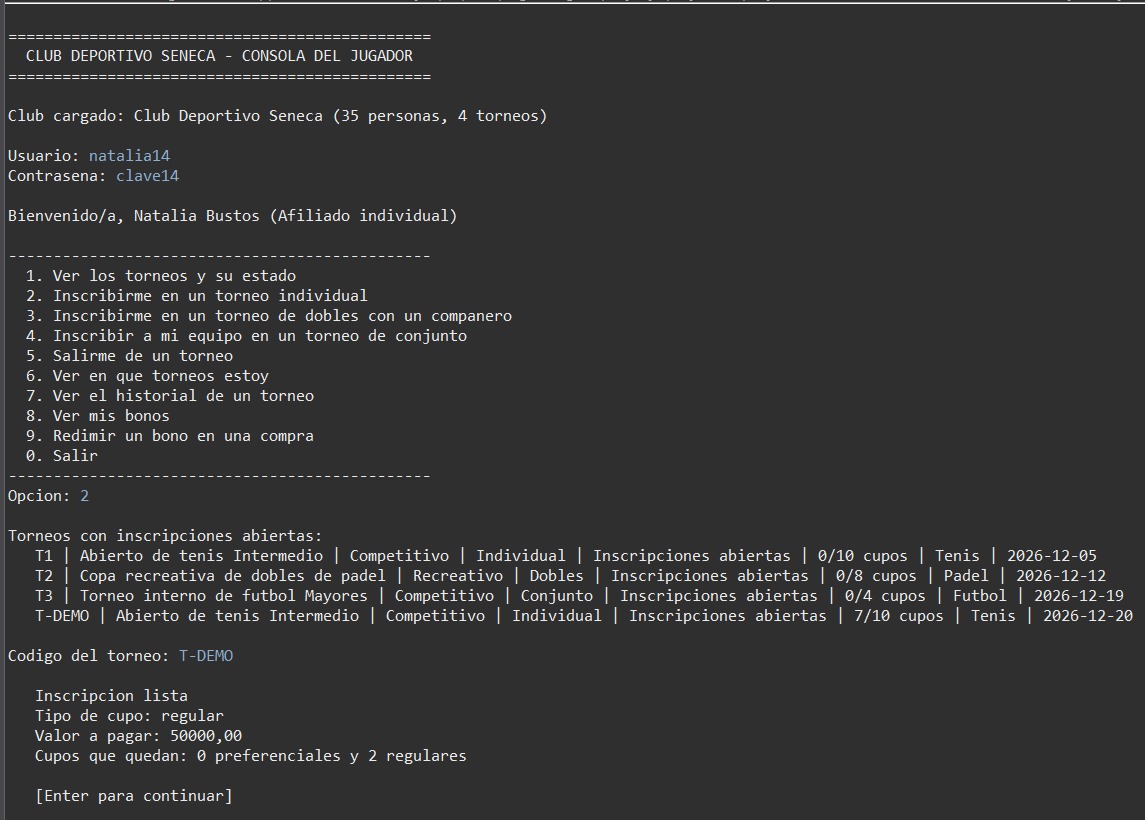 ===============================================
CLUB DEPORTIVO SENECA - CONSOLA DEL JUGADOR
===============================================
Club cargado: Club Deportivo Seneca (35 personas, 4 torneos)
Usuario: natalia14
Contrasena: clave14
Bienvenido/a, Natalia Bustos (Afiliado individual)
-----------------------------------------------
1. Ver los torneos y su estado
2. Inscribirme en un torneo individual
3. Inscribirme en un torneo de dobles con un companero
4. Inscribir a mi equipo en un torneo de conjunto
5. Salirme de un torneo
6. Ver en que torneos estoy
7. Ver el historial de un torneo
8. Ver mis bonos
9. Redimir un bono en una compra
0. Salir
-----------------------------------------------
Opcion: 2
Torneos con inscripciones abiertas:
T1 | Abierto de tenis Intermedio | Competitivo | Individual | Inscripciones abiertas | 0/10 cupos | Tenis | 2026-12-05
T2 | Copa recreativa de dobles de padel | Recreativo | Dobles | Inscripciones abiertas | 0/8 cupos | Padel | 2026-12-12
T3 | Torneo interno de futbol Mayores | Competitivo | Conjunto | Inscripciones abiertas | 0/4 cupos | Futbol | 2026-12-19
T-DEMO | Abierto de tenis Intermedio | Competitivo | Individual | Inscripciones abiertas | 7/10 cupos | Tenis | 2026-12-20
Codigo del torneo: T-DEMO
Inscripcion lista
Tipo de cupo: regular
Valor a pagar: 50000,00
Cupos que quedan: 0 preferenciales y 2 regulares
[Enter para continuar]